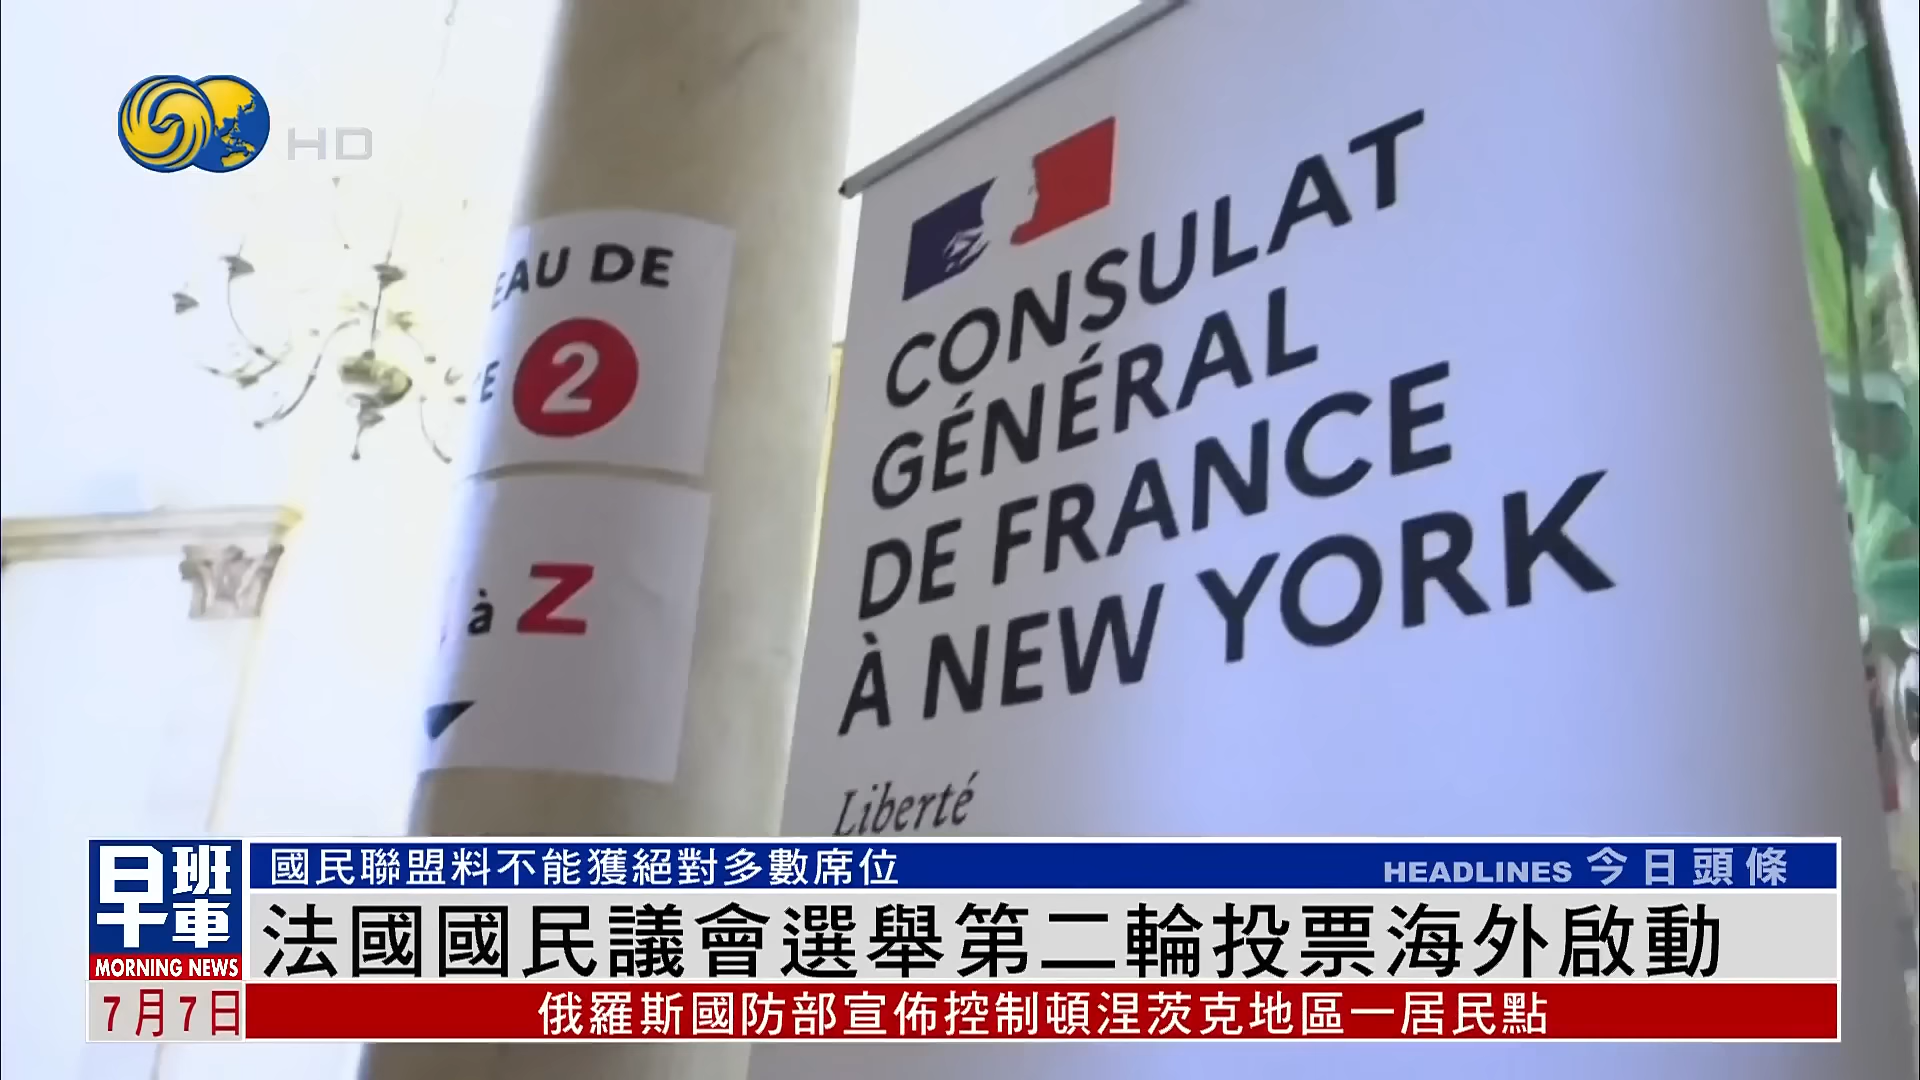 HD
EAU DE
E 2
à Z
CONSULAT
GÉNÉRAL
DE FRANCE
À NEW YORK
Liberté
早班車
MORNING NEWS
國民聯盟料不能獲絕對多數席位
HEADLINES 今日頭條
法國國民議會選舉第二輪投票海外啟動
7月7日
俄羅斯國防部宣佈控制頓涅茨克地區一居民點